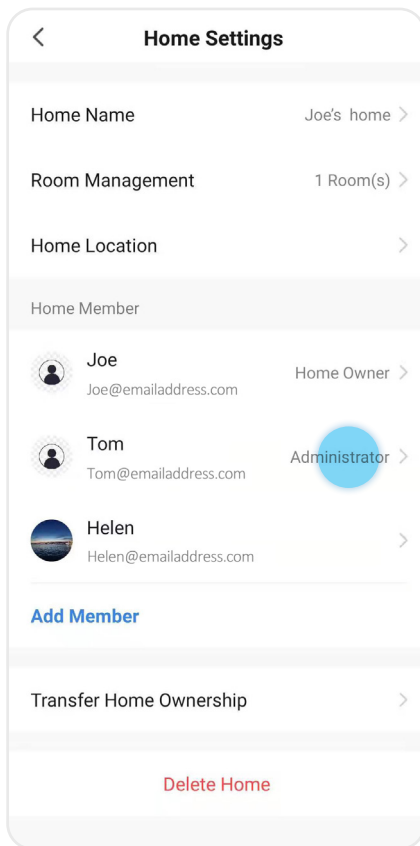 Home Settings
Home Name Joe's home
Room Management 1 Room(s)
Home Location
Home Member
Joe
Home Owner
Joe@emailaddress.com
Tom
Administrator
Tom@emailaddress.com
Helen
Helen@emailaddress.com
Add Member
Transfer Home Ownership
Delete Home